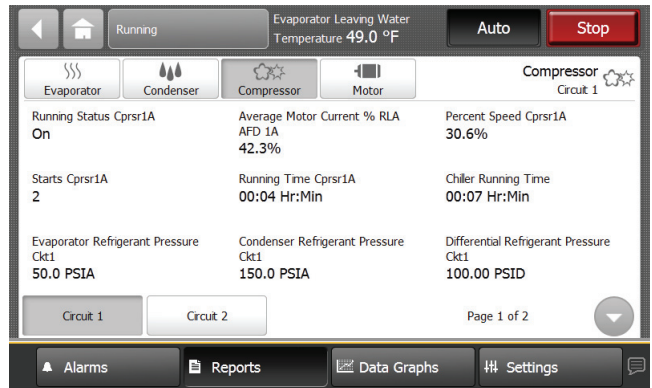 Running
Evaporator Leaving Water
Temperature 49.0 °F
Auto
Stop
Evaporator
Condenser
Compressor
Motor
Compressor
Circuit 1
Running Status Cprsr1A
On
Average Motor Current % RLA
AFD 1A
42.3%
Percent Speed Cprsr1A
30.6%
Starts Cprsr1A
2
Running Time Cprsr1A
00:04 Hr:Min
Chiller Running Time
00:07 Hr:Min
Evaporator Refrigerant Pressure
Ckt1
50.0 PSIA
Condenser Refrigerant Pressure
Ckt1
150.0 PSIA
Differential Refrigerant Pressure
Ckt1
100.00 PSID
Circuit 1
Circuit 2
Page 1 of 2
Alarms
Reports
Data Graphs
Settings